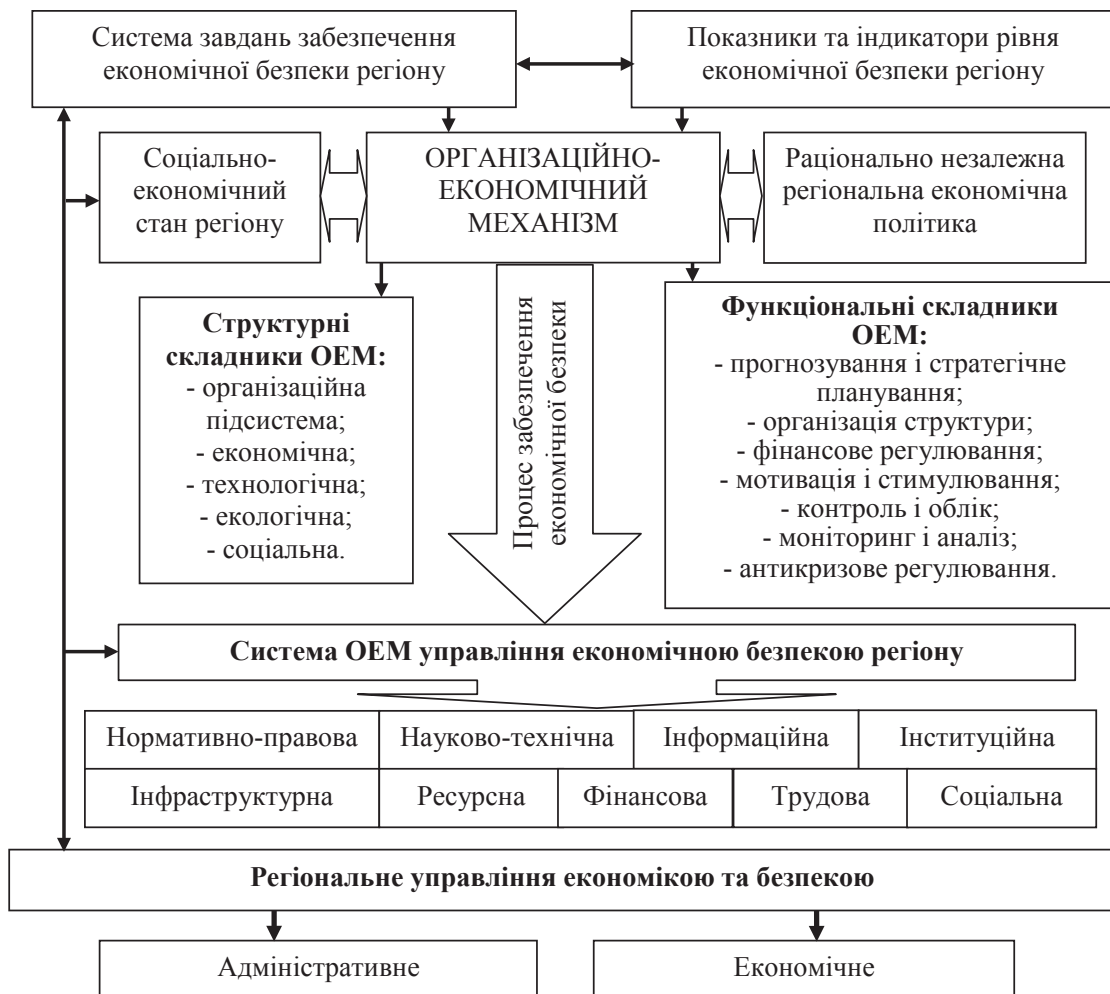 Система завдань забезпечення
економічної безпеки регіону
Показники та індикатори рівня
економічної безпеки регіону
Соціально-
економічний
стан регіону
ОРГАНІЗАЦІЙНО-
ЕКОНОМІЧНИЙ
МЕХАНІЗМ
Раціонально незалежна
регіональна економічна
політика
Структурні
складники ОЕМ:
- організаційна
підсистема;
- економічна;
- технологічна;
- екологічна;
- соціальна.
Процес забезпечення
економічної безпеки
Функціональні складники
ОЕМ:
- прогнозування і стратегічне
планування;
- організація структури;
- фінансове регулювання;
- мотивація і стимулювання;
- контроль і облік;
- моніторинг і аналіз;
- антикризове регулювання.
Система ОЕМ управління економічною безпекою регіону
Нормативно-правова
Науково-технічна
Інформаційна
Інституційна
Інфраструктурна
Ресурсна
Фінансова
Трудова
Соціальна
Регіональне управління економікою та безпекою
Адміністративне
Економічне